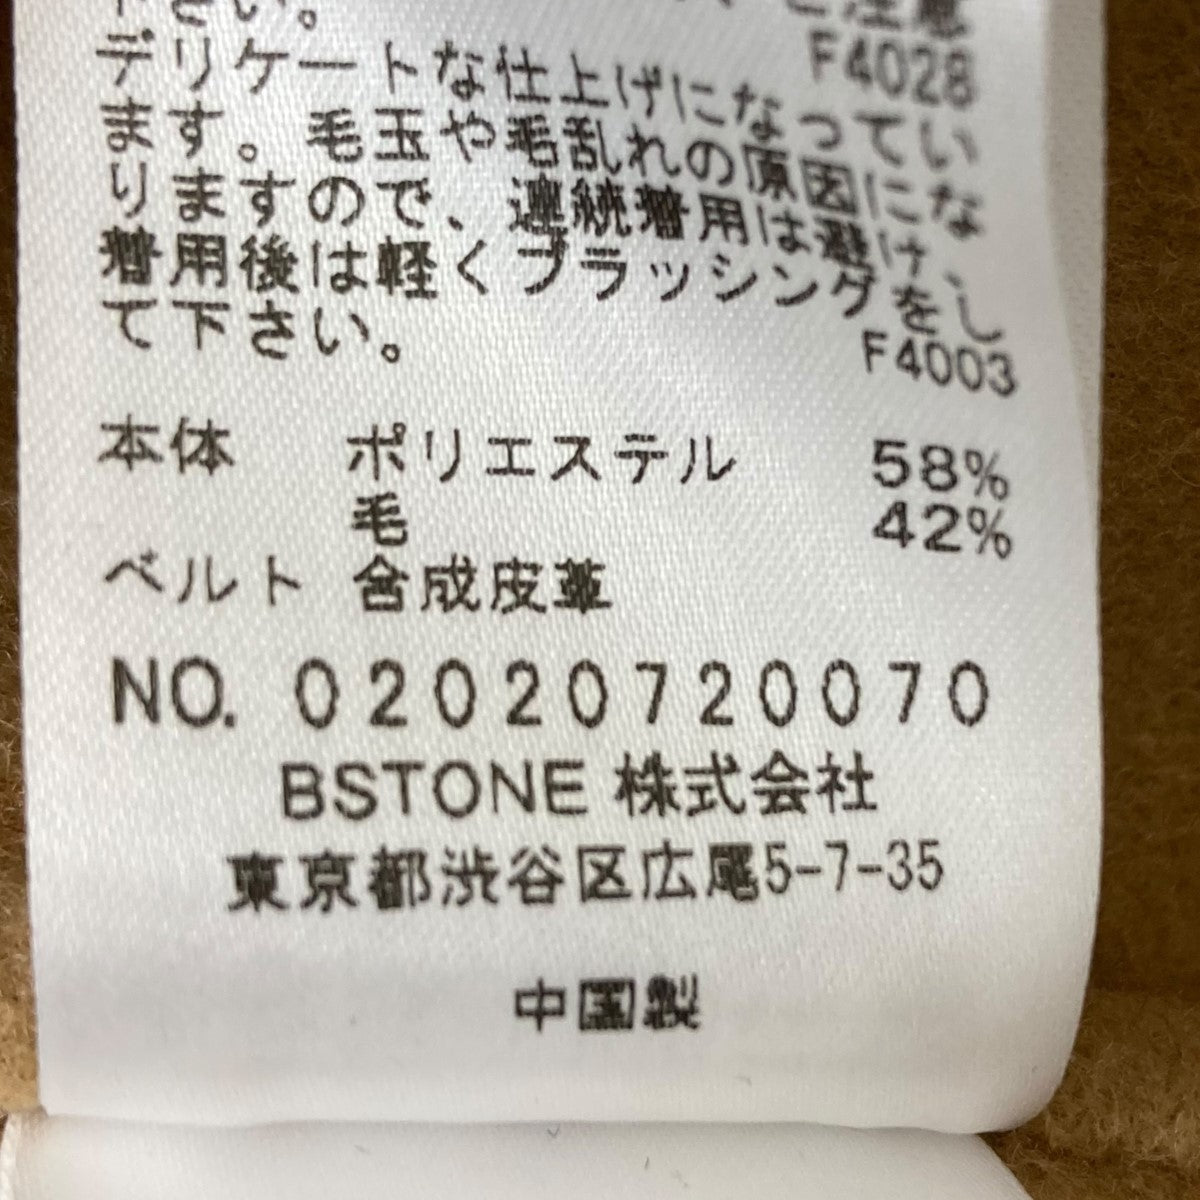 い。
F4028
デリケートな仕上げになってい
ます。毛玉や毛乱れの原因にな
りますので、連続着用は避け、
着用後は軽くブラッシングをし
て下さい。
F4003
本体 ポリエステル 58%
毛 42%
ベルト 合成皮革
NO. 02020720070
BSTONE 株式会社
東京都渋谷区広尾5-7-35
中国製